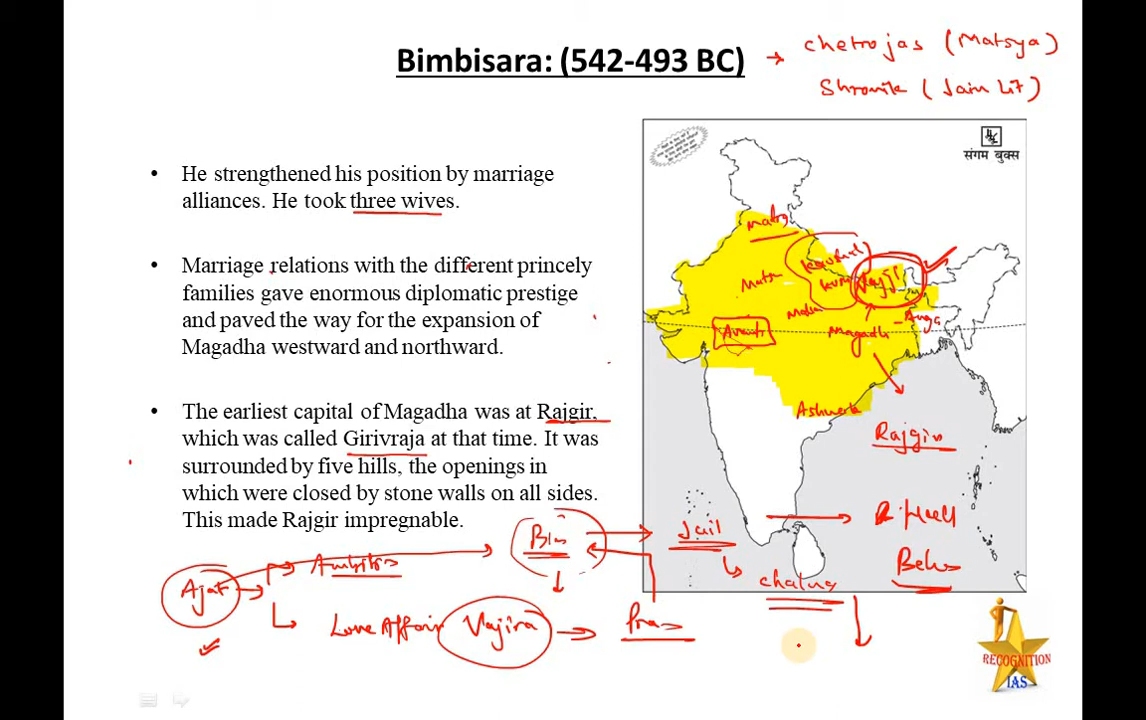 Bimbisara: (542-493 BC)
→ Chetrojas (Matsya)
Shronik (Jain Lit)
• He strengthened his position by marriage
alliances. He took three wives.
• Marriage relations with the different princely
families gave enormous diplomatic prestige
and paved the way for the expansion of
Magadha westward and northward.
• The earliest capital of Magadha was at Rajgir,
which was called Girivraja at that time. It was
surrounded by five hills, the openings in
which were closed by stone walls on all sides.
This made Rajgir impregnable.
संगम बुक्स
Vajji
Magadh
Anga
Avanti
Rajgir
Jail
Bim
Ajat
Love Affair
Vajira
Pras
RECOGNITION
IAS